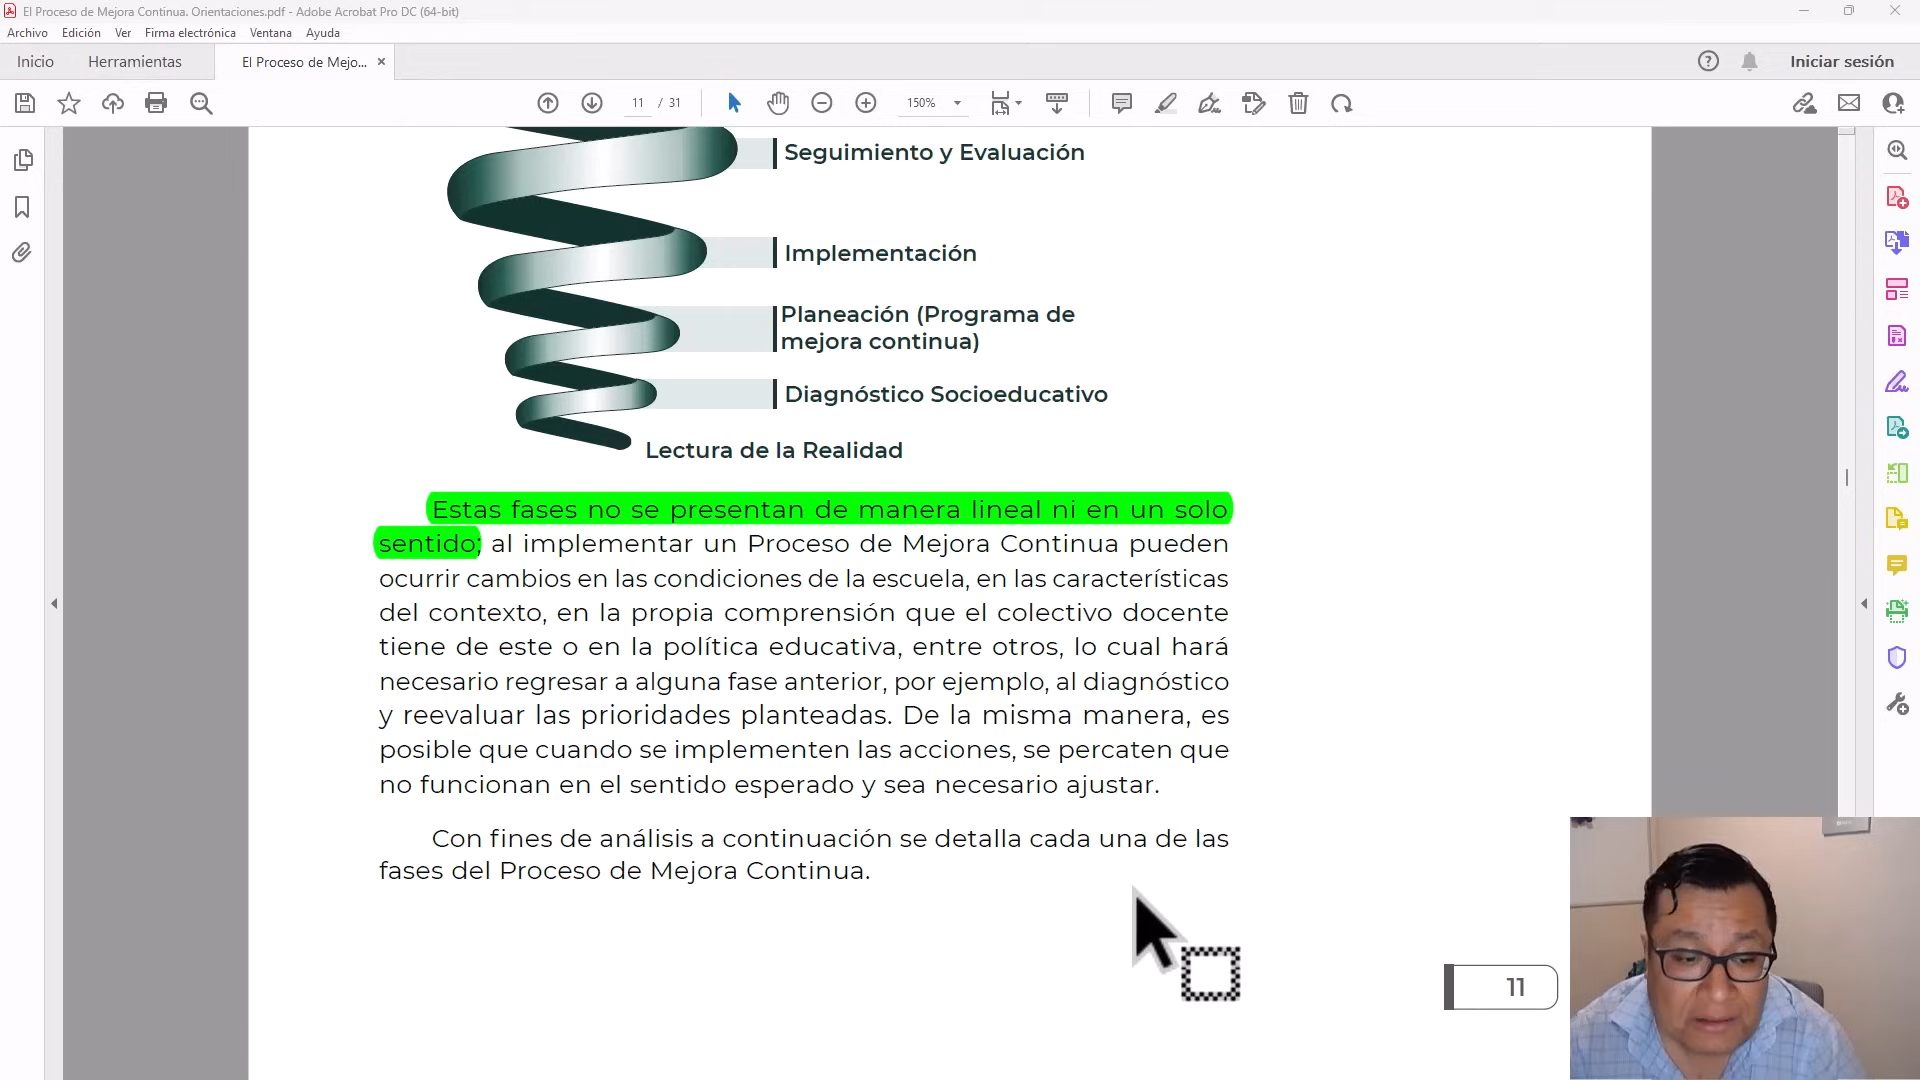 El Proceso de Mejora Continua. Orientaciones.pdf - Adobe Acrobat Pro DC (64-bit)
Archivo Edición Ver Firma electrónica Ventana Ayuda
Inicio Herramientas El Proceso de Mejo... Iniciar sesión
11 / 31 150%
Seguimiento y Evaluación
Implementación
Planeación (Programa de
mejora continua)
Diagnóstico Socioeducativo
Lectura de la Realidad
Estas fases no se presentan de manera lineal ni en un solo
sentido; al implementar un Proceso de Mejora Continua pueden
ocurrir cambios en las condiciones de la escuela, en las características
del contexto, en la propia comprensión que el colectivo docente
tiene de este o en la política educativa, entre otros, lo cual hará
necesario regresar a alguna fase anterior, por ejemplo, al diagnóstico
y reevaluar las prioridades planteadas. De la misma manera, es
posible que cuando se implementen las acciones, se percaten que
no funcionan en el sentido esperado y sea necesario ajustar.
Con fines de análisis a continuación se detalla cada una de las
fases del Proceso de Mejora Continua.
11